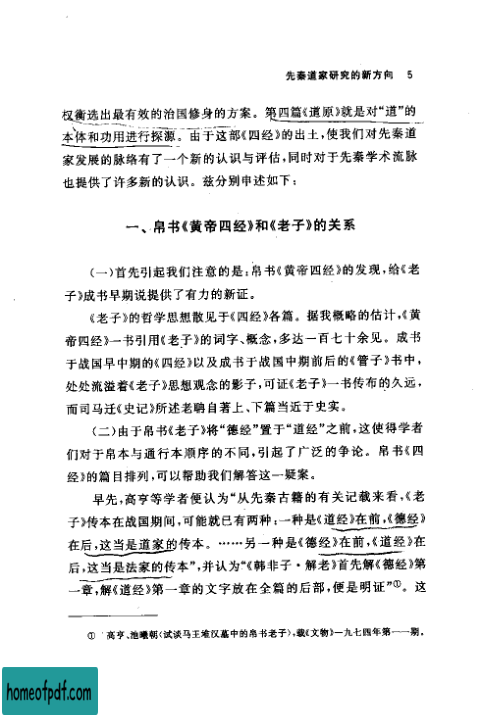 先秦道家研究的新方向 5
权衡选出最有效的治国修身的方案。第四篇《道原》就是对“道”的
本体和功用进行探源。由于这部《四经》的出土,使我们对先秦道
家发展的脉络有了一个新的认识与评估,同时对于先秦学术流脉
也提供了许多新的认识。兹分别申述如下:
一、帛书《黄帝四经》和《老子》的关系
(一)首先引起我们注意的是:帛书《黄帝四经》的发现,给《老
子》成书早期说提供了有力的新证。
《老子》的哲学思想散见于《四经》各篇。据我概略的估计,《黄
帝四经》一书引用《老子》的词字、概念,多达一百七十余见。成书
于战国早中期的《四经》以及成书于战国中期前后的《管子》书中,
处处流溢着《老子》思想观念的影子,可证《老子》一书传布的久远,
而司马迁《史记》所述老聃自著上、下篇当近于史实。
(二)由于帛书《老子》将“德经”置于“道经”之前,这使得学者
们对于帛本与通行本顺序的不同,引起了广泛的争论。帛书《四
经》的篇目排列,可以帮助我们解答这一疑案。
早先,高亨等学者便认为“从先秦古籍的有关记载来看,《老
子》传本在战国期间,可能就已有两种:一种是《道经》在前,《德经》
在后,这当是道家的传本。……另一种是《德经》在前,《道经》在
后,这当是法家的传本”,并认为“《韩非子·解老》首先解《德经》第
一章,解《道经》第一章的文字放在全篇的后部,便是明证”①。这
① 高亨、池曦朝《试谈马王堆汉墓中的帛书老子》,载《文物》一九七四年第一一期。
homeofpdf.com